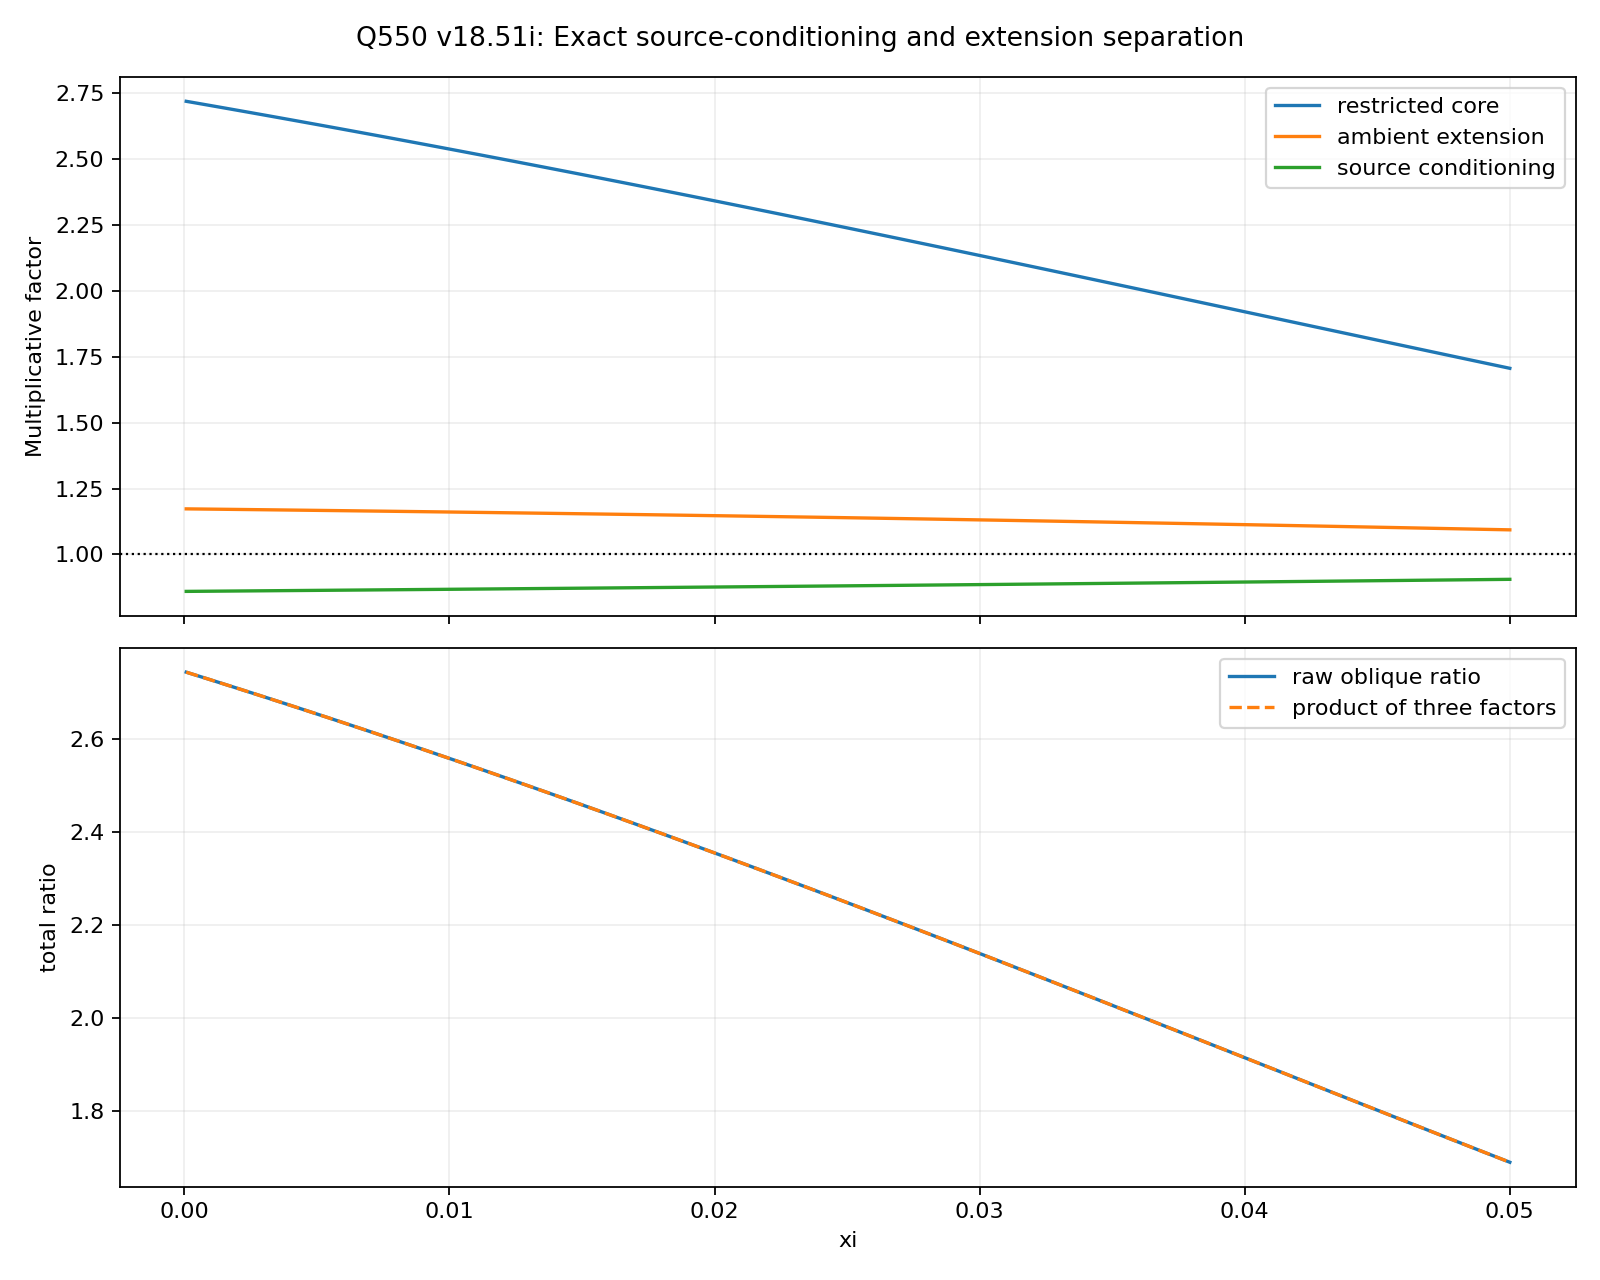 Q550 v18.51i: Exact source-conditioning and extension separation
Multiplicative factor
2.75
2.50
2.25
2.00
1.75
1.50
1.25
1.00
restricted core
ambient extension
source conditioning
total ratio
2.6
2.4
2.2
2.0
1.8
raw oblique ratio
product of three factors
0.00 0.01 0.02 0.03 0.04 0.05
xi